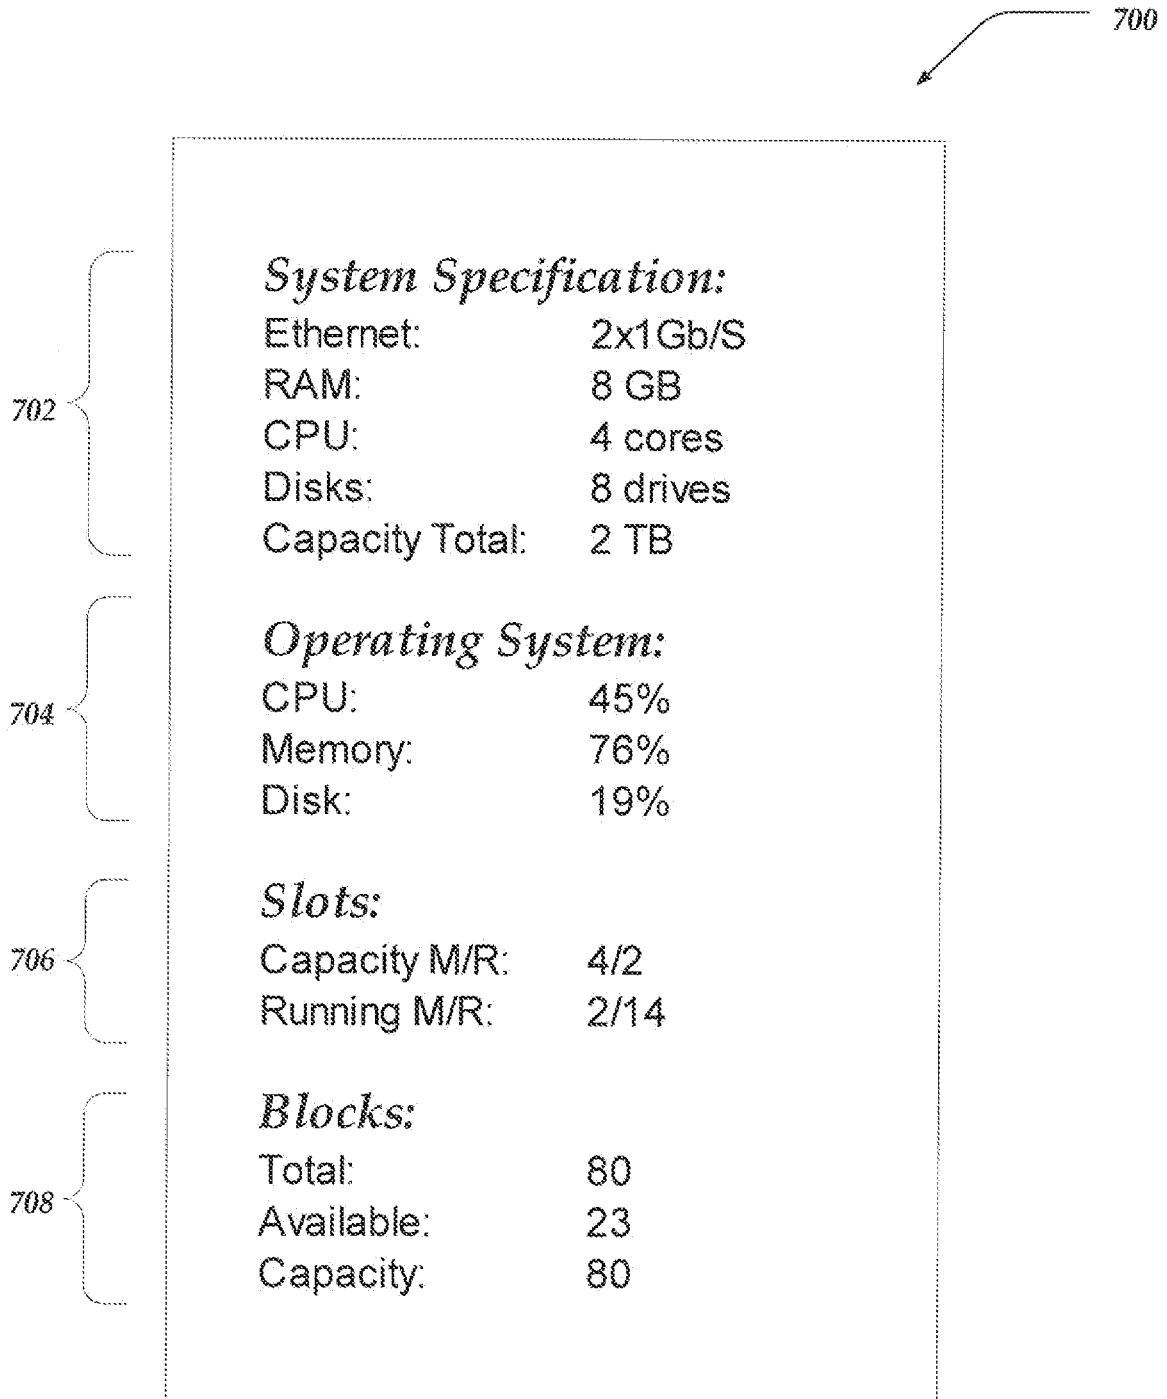 700
System Specification:
Ethernet: 2x1Gb/S
RAM: 8 GB
702
CPU: 4 cores
Disks: 8 drives
Capacity Total: 2 TB
Operating System:
CPU: 45%
704
Memory: 76%
Disk: 19%
Slots:
706
Capacity M/R: 4/2
Running M/R: 2/14
Blocks:
Total: 80
708
Available: 23
Capacity: 80